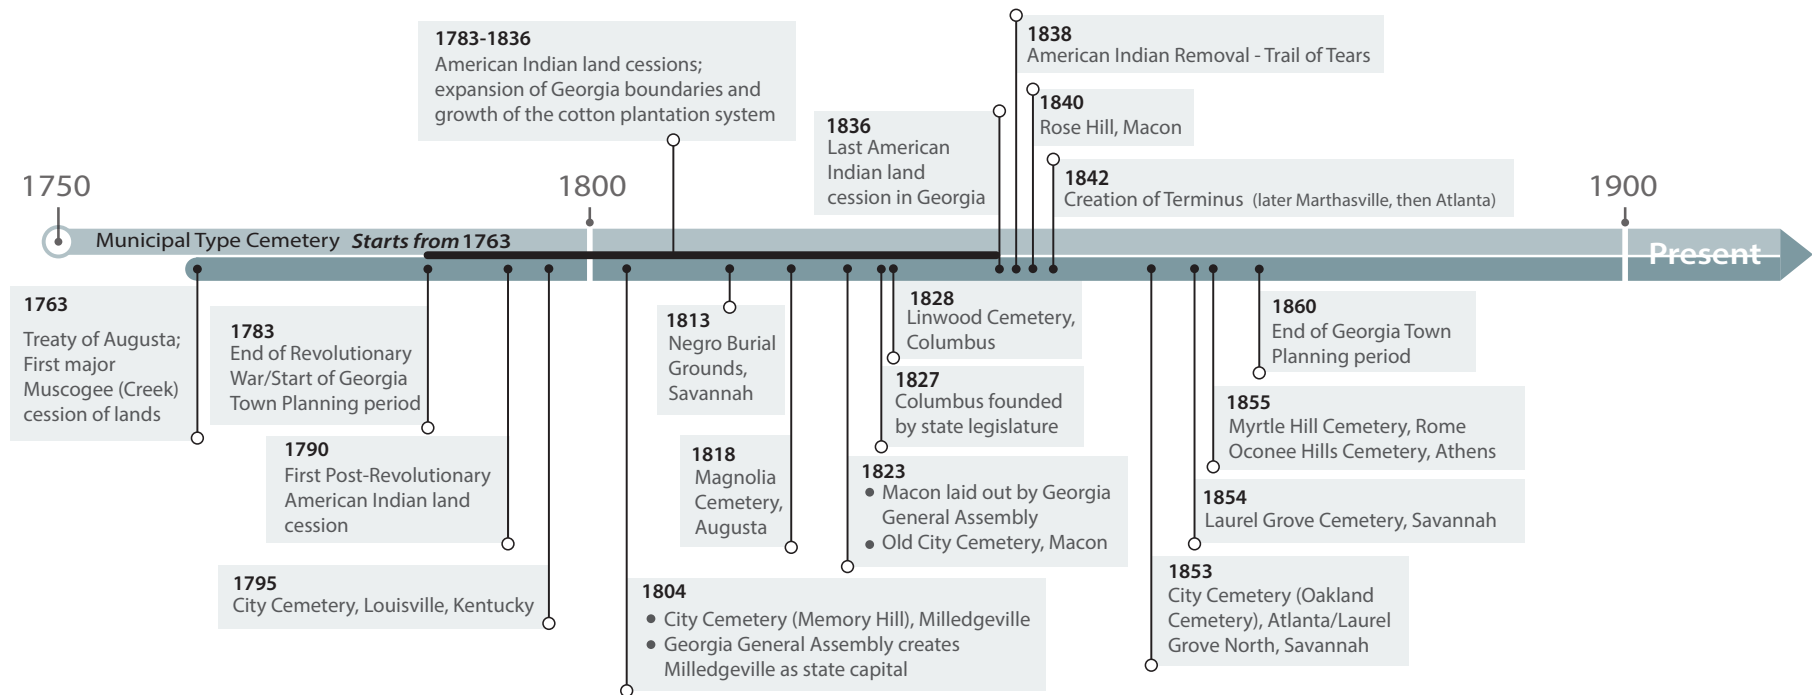 1783-1836
American Indian land cessions;
expansion of Georgia boundaries and
growth of the cotton plantation system
1836
Last American
Indian land
cession in Georgia
1838
American Indian Removal - Trail of Tears
1840
Rose Hill, Macon
1842
Creation of Terminus (later Marthasville, then Atlanta)
1750
1800
1900
Municipal Type Cemetery Starts from 1763
Present
1763
Treaty of Augusta;
First major
Muscogee (Creek)
cession of lands
1783
End of Revolutionary
War/Start of Georgia
Town Planning period
1790
First Post-Revolutionary
American Indian land
cession
1795
City Cemetery, Louisville, Kentucky
1804
• City Cemetery (Memory Hill), Milledgeville
• Georgia General Assembly creates
Milledgeville as state capital
1813
Negro Burial
Grounds,
Savannah
1818
Magnolia
Cemetery,
Augusta
1823
• Macon laid out by Georgia
General Assembly
• Old City Cemetery, Macon
1827
Columbus founded
by state legislature
1828
Linwood Cemetery,
Columbus
1853
City Cemetery (Oakland
Cemetery), Atlanta/Laurel
Grove North, Savannah
1854
Laurel Grove Cemetery, Savannah
1855
Myrtle Hill Cemetery, Rome
Oconee Hills Cemetery, Athens
1860
End of Georgia Town
Planning period